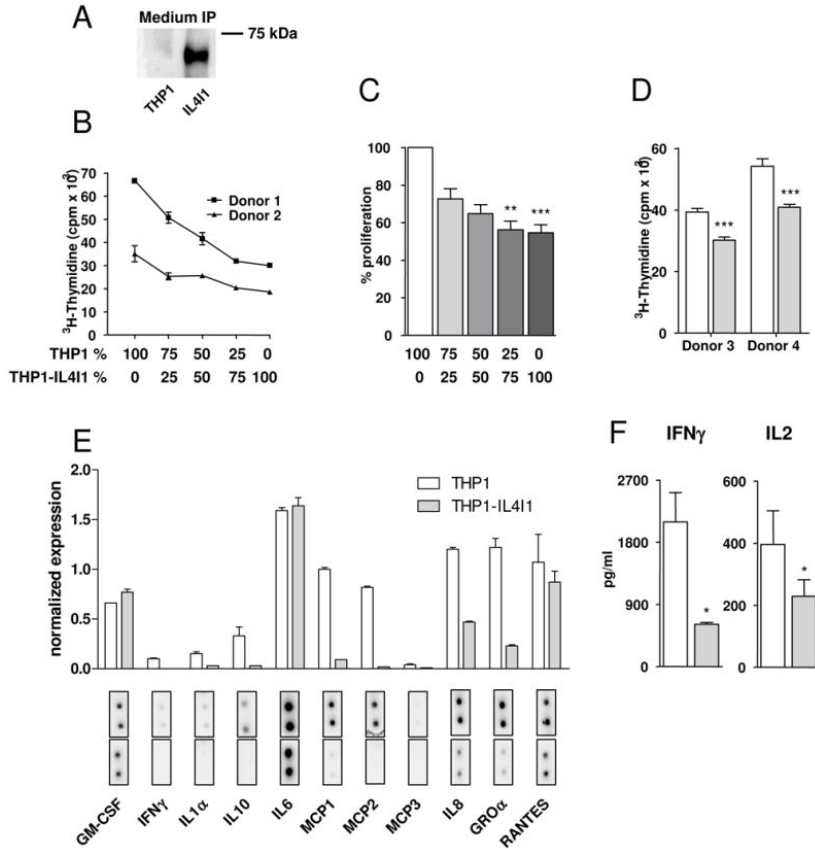 A
Medium IP
75 kDa
THP1 IL4I1
B
³H-Thymidine (cpm x 10³)
70
60
50
40
30
20
10
0
Donor 1
Donor 2
THP1 % 100 75 50 25 0
THP1-IL4I1 % 0 25 50 75 100
C
% proliferation
100
80
60
40
20
0
** ***
100 75 50 25 0
0 25 50 75 100
D
³H-Thymidine (cpm x 10³)
60
40
20
0
*** ***
Donor 3 Donor 4
E
normalized expression
2.0
1.5
1.0
0.5
0.0
THP1
THP1-IL4I1
GM-CSF IFNγ IL1α IL10 IL6 MCP1 MCP2 MCP3 IL8 GROα RANTES
F
IFNγ IL2
pg/ml
2700
1800
900
0
*
600
400
200
0
*